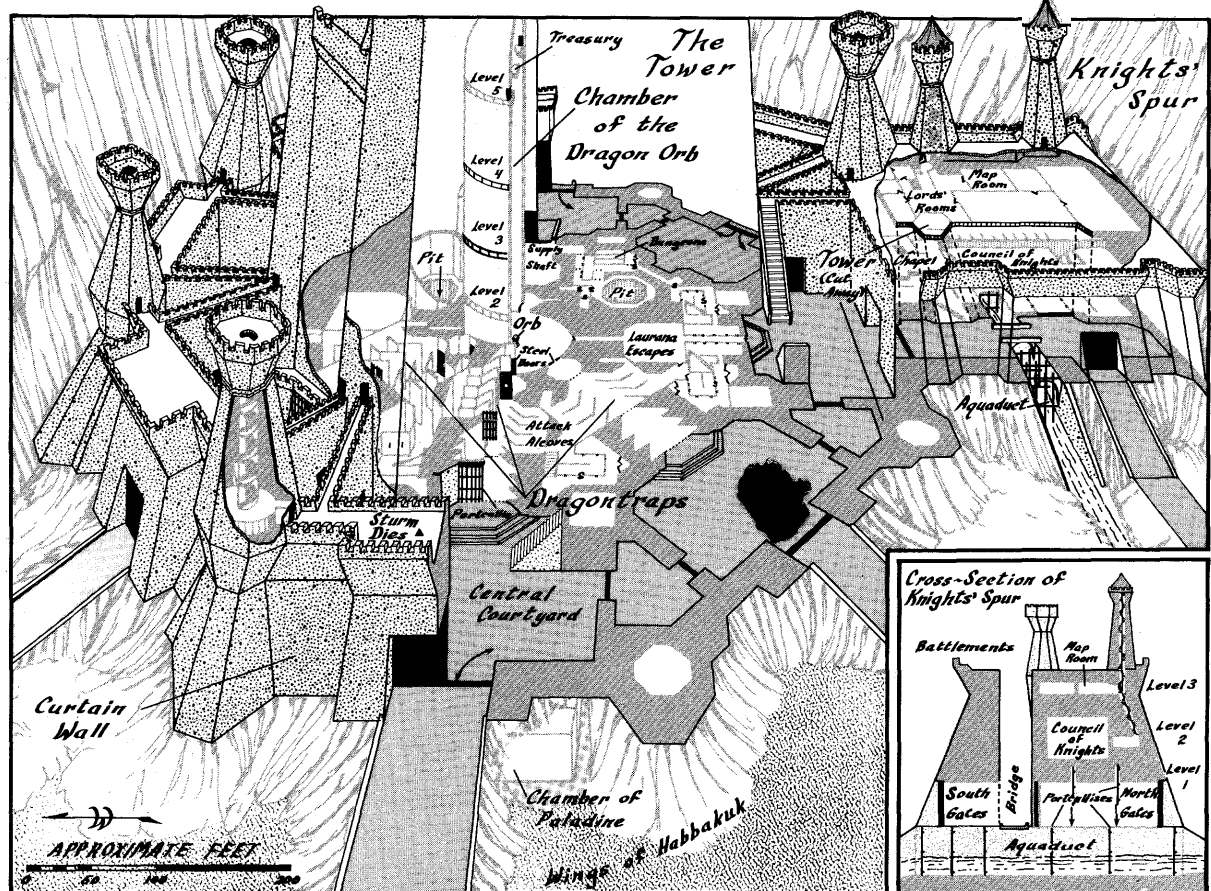 The
Tower
Treasury
Chamber
of the
Dragon Orb
Level
5
Level
4
Level
3
Level
2
Supply
Shaft
Dungeons
Pit
Pit
Orb
Steel
Doors
Laurana
Escapes
Attack
Alcoves
Dragontraps
Portcullis
Sturm
Dies
Central
Courtyard
Curtain
Wall
Knights'
Spur
Map
Room
Lords'
Rooms
Tower
(Cut
Away)
Chapel
Council of
Knights
Aquaduct
Chamber of
Paladine
Wings of Habbakuk
W
APPROXIMATE FEET
0 50 100 200
Cross-Section of
Knights' Spur
Battlements
Map
Room
Level 3
Council
of
Knights
Level
2
Level
1
South
Gates
Bridge
Portcullises
North
Gates
Aquaduct